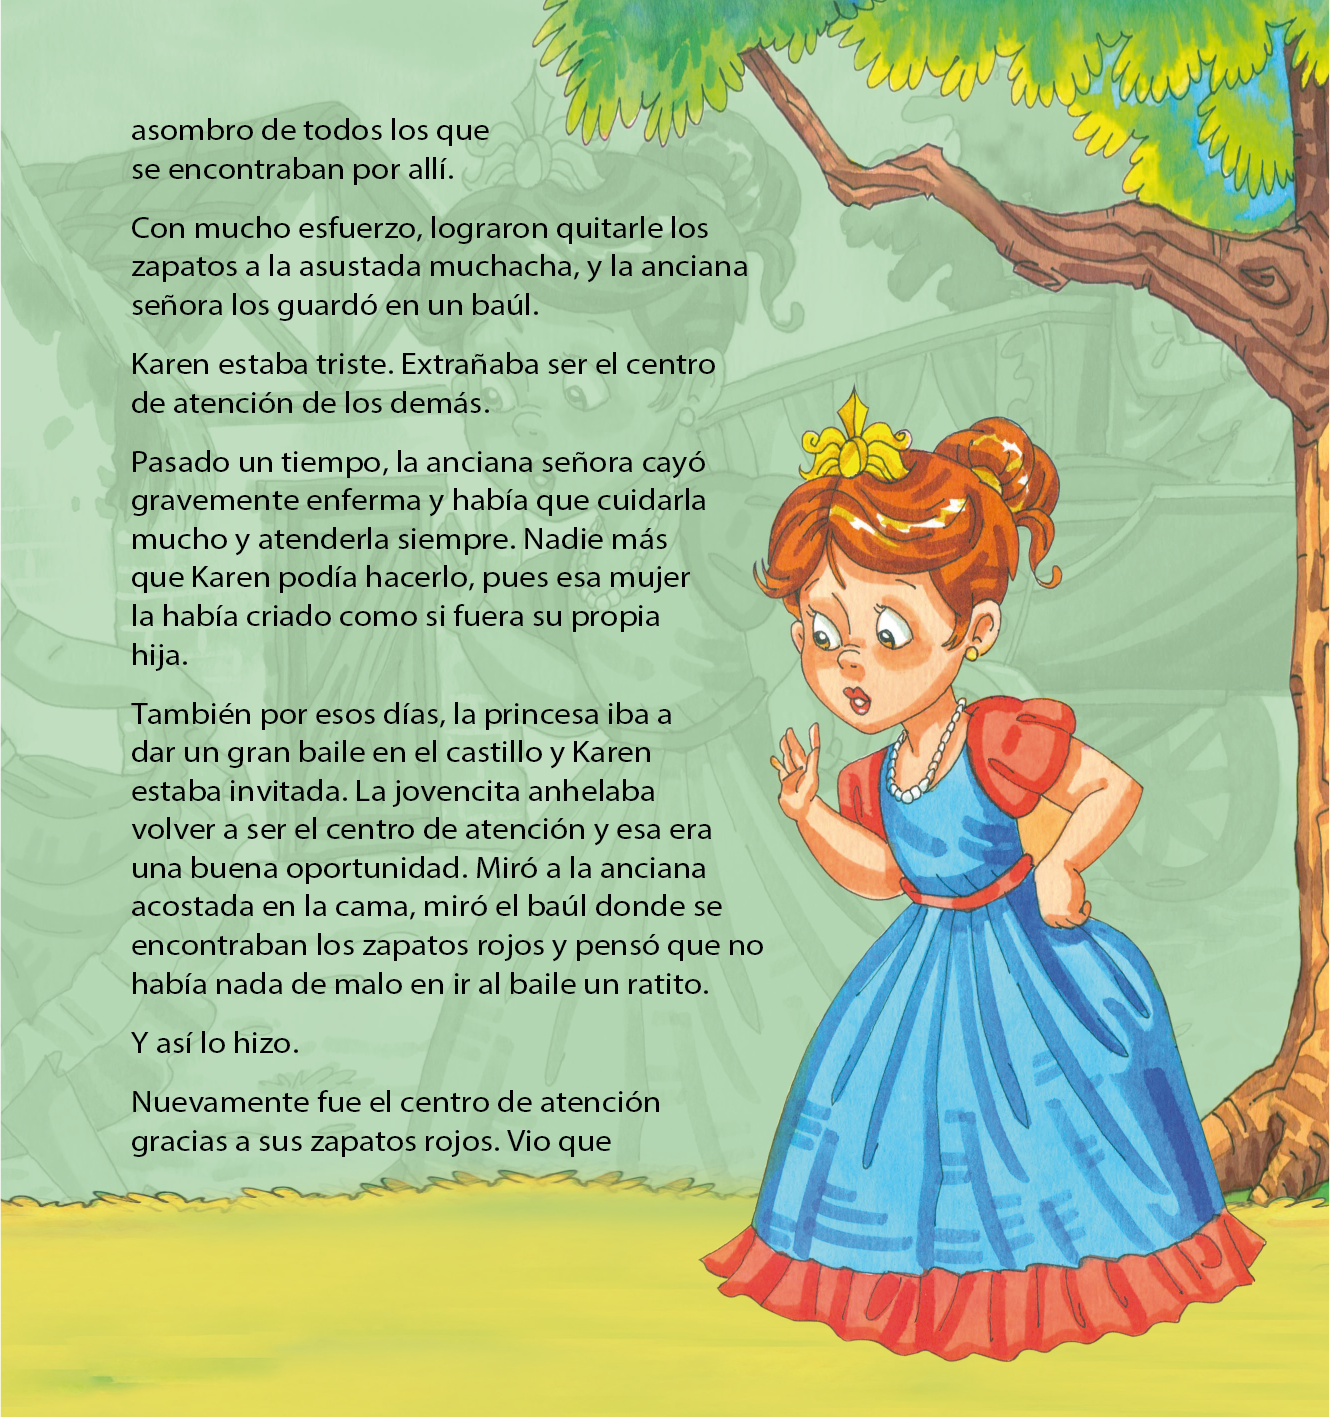 asombro de todos los que
se encontraban por allí.
Con mucho esfuerzo, lograron quitarle los
zapatos a la asustada muchacha, y la anciana
señora los guardó en un baúl.
Karen estaba triste. Extrañaba ser el centro
de atención de los demás.
Pasado un tiempo, la anciana señora cayó
gravemente enferma y había que cuidarla
mucho y atenderla siempre. Nadie más
que Karen podía hacerlo, pues esa mujer
la había criado como si fuera su propia
hija.
También por esos días, la princesa iba a
dar un gran baile en el castillo y Karen
estaba invitada. La jovencita anhelaba
volver a ser el centro de atención y esa era
una buena oportunidad. Miró a la anciana
acostada en la cama, miró el baúl donde se
encontraban los zapatos rojos y pensó que no
había nada de malo en ir al baile un ratito.
Y así lo hizo.
Nuevamente fue el centro de atención
gracias a sus zapatos rojos. Vio que